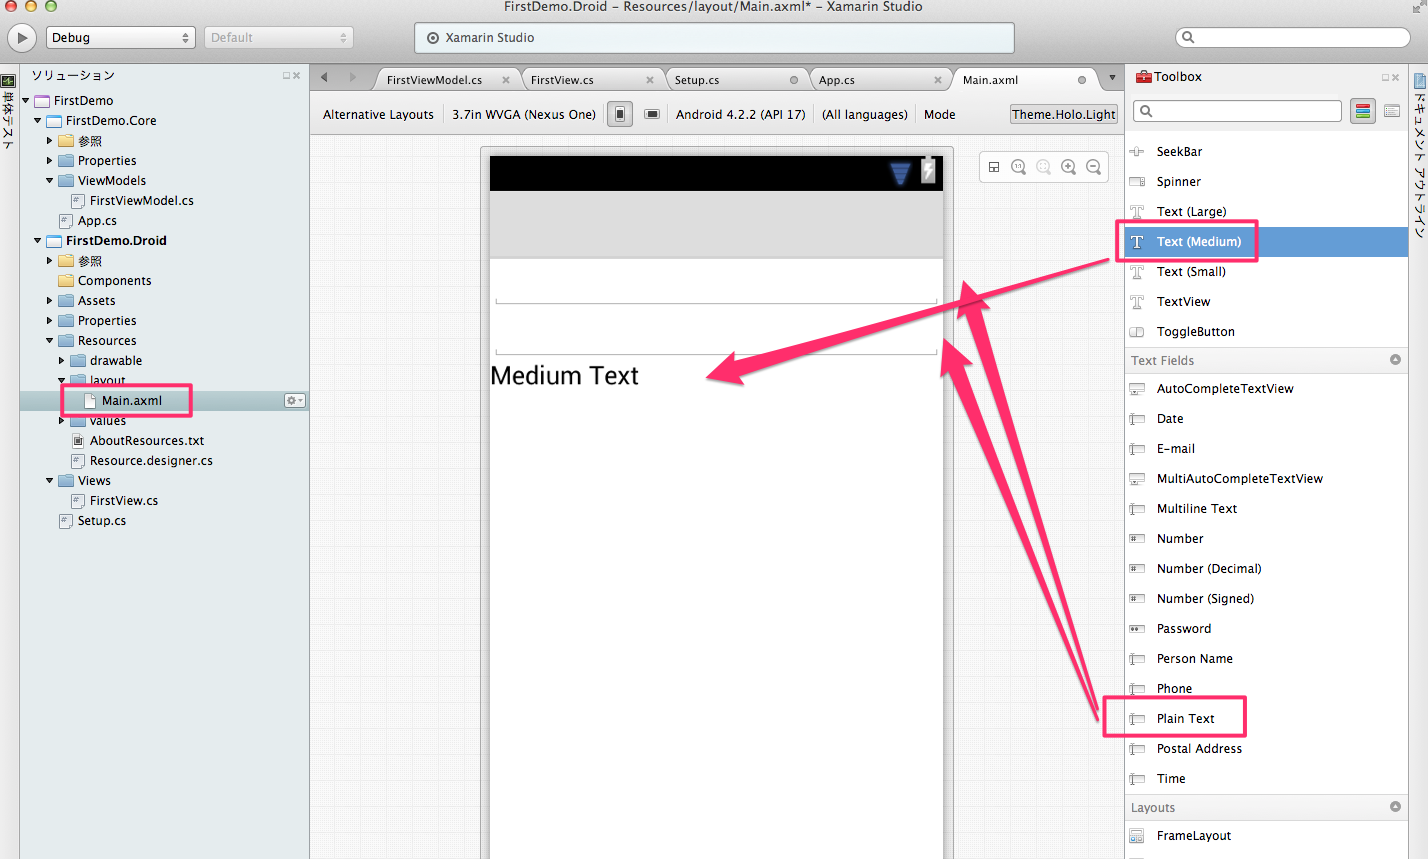 FirstDemo.Droid – Resources/layout/Main.axml* – Xamarin Studio
Debug
Default
Xamarin Studio
単体テスト
ソリューション
FirstDemo
FirstDemo.Core
参照
Properties
ViewModels
FirstViewModel.cs
App.cs
FirstDemo.Droid
参照
Components
Assets
Properties
Resources
drawable
layout
Main.axml
values
AboutResources.txt
Resource.designer.cs
Views
FirstView.cs
Setup.cs
FirstViewModel.cs
FirstView.cs
Setup.cs
App.cs
Main.axml
Alternative Layouts
3.7in WVGA (Nexus One)
Android 4.2.2 (API 17)
(All languages)
Mode
Theme.Holo.Light
Medium Text
Toolbox
SeekBar
Spinner
Text (Large)
Text (Medium)
Text (Small)
TextView
ToggleButton
Text Fields
AutoCompleteTextView
Date
E-mail
MultiAutoCompleteTextView
Multiline Text
Number
Number (Decimal)
Number (Signed)
Password
Person Name
Phone
Plain Text
Postal Address
Time
Layouts
FrameLayout
ドキュメント アウトライン